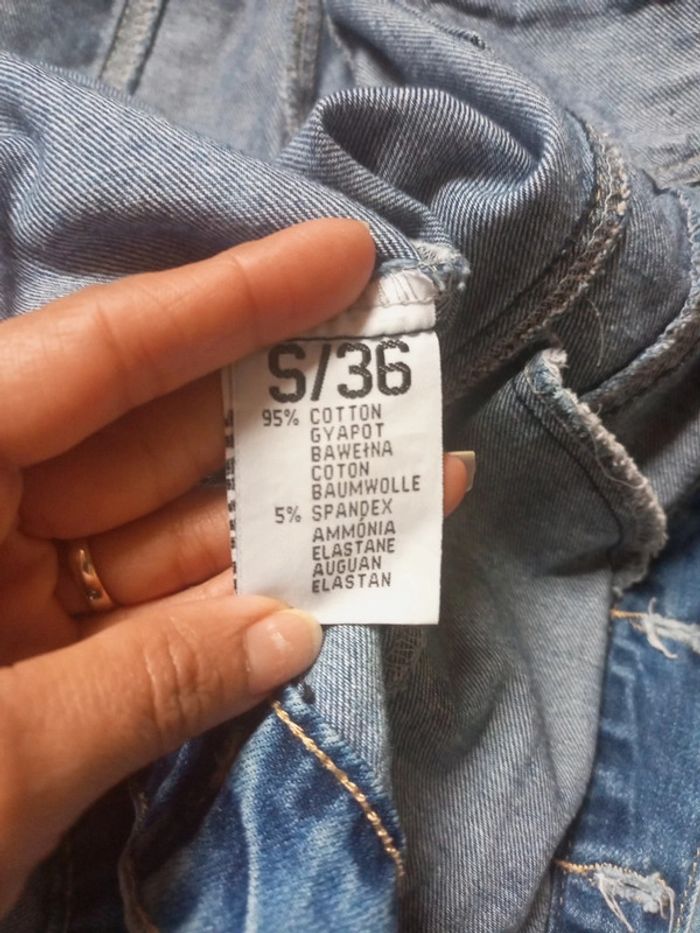 S/36
95% COTTON
GYAPOT
BAWEŁNA
COTON
BAUMWOLLE
5% SPANDEX
AMMÓNIA
ELASTANE
AUGUAN
ELASTAN